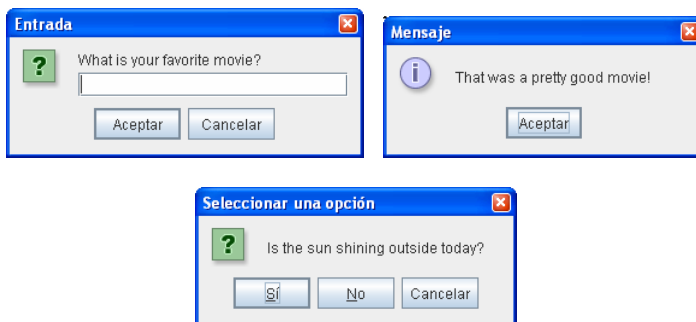 Entrada
What is your favorite movie?
Aceptar Cancelar
Mensaje
That was a pretty good movie!
Aceptar
Seleccionar una opción
Is the sun shining outside today?
Sí No Cancelar